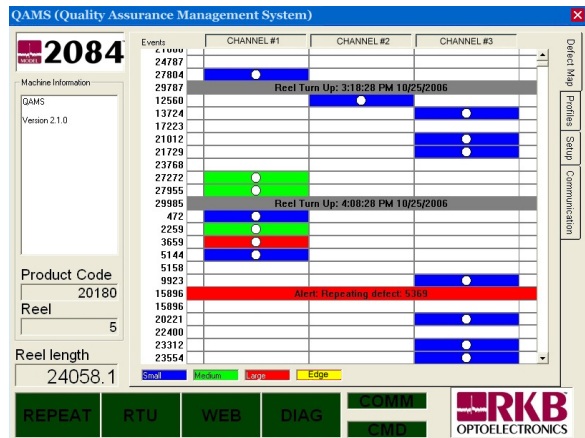 QAMS (Quality Assurance Management System)
MODEL 2084
Machine Information
QAMS
Version 2.1.0
Product Code
20180
Reel
5
Reel length
24058.1
Events CHANNEL #1 CHANNEL #2 CHANNEL #3
24787
27884
29787 Reel Turn Up: 3:18:28 PM 10/25/2006
12560
13724
17223
21012
21729
23768
27272
27955
29985 Reel Turn Up: 4:08:28 PM 10/25/2006
472
2259
3659
5144
5158
9923
15896 Alert: Repeating defect: 5369
15896
20221
22400
23312
23554
Small Medium Large Edge
Defect Map
Profiles
Setup
Communication
REPEAT RTU WEB DIAG COMM
CMD
RKB
OPTOELECTRONICS